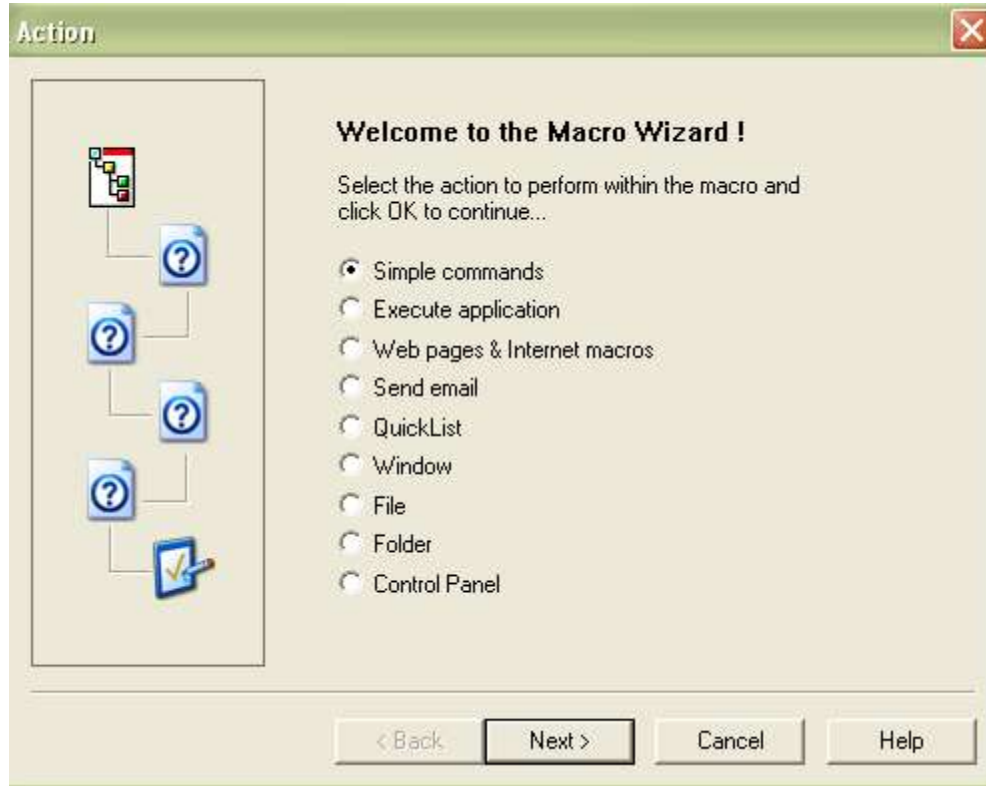 Action
Welcome to the Macro Wizard !
Select the action to perform within the macro and
click OK to continue...
Simple commands
Execute application
Web pages & Internet macros
Send email
QuickList
Window
File
Folder
Control Panel
< Back
Next >
Cancel
Help